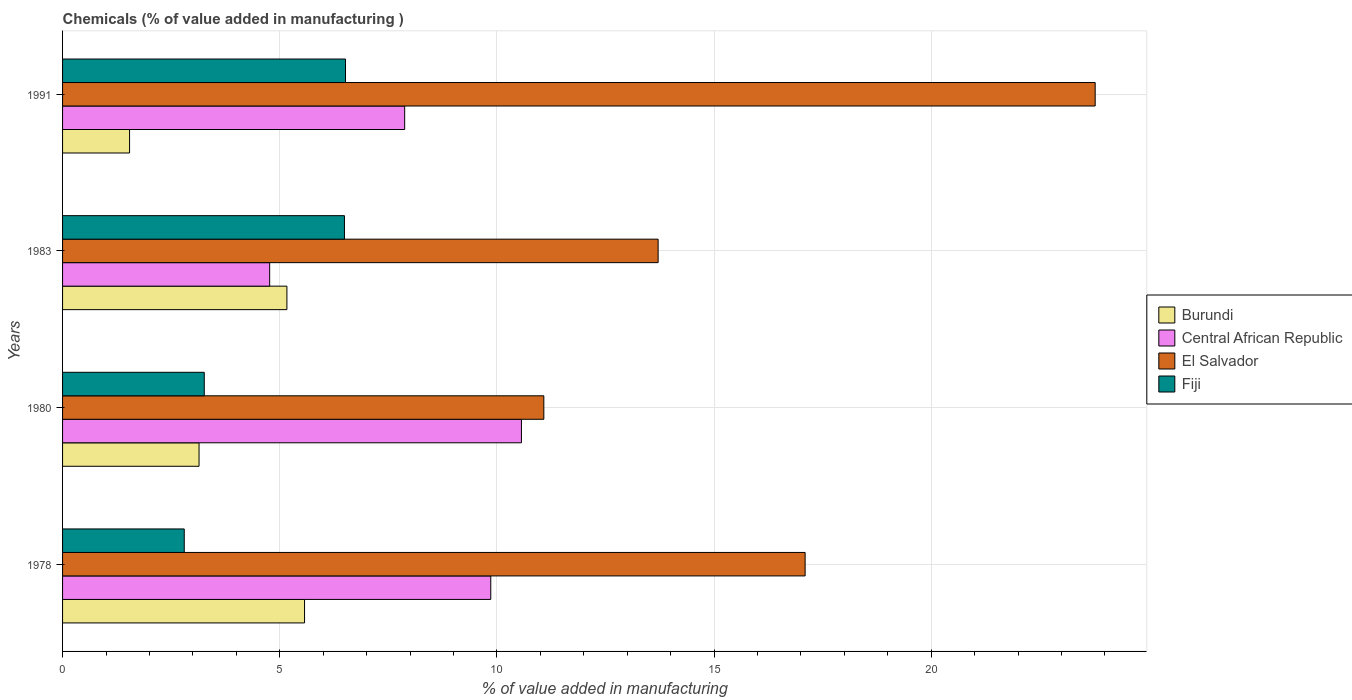 Chemicals (% of value added in manufacturing )
1991
1983
1980
1978
Years
0
5
10
15
20
% of value added in manufacturing
Burundi
Central African Republic
El Salvador
Fiji